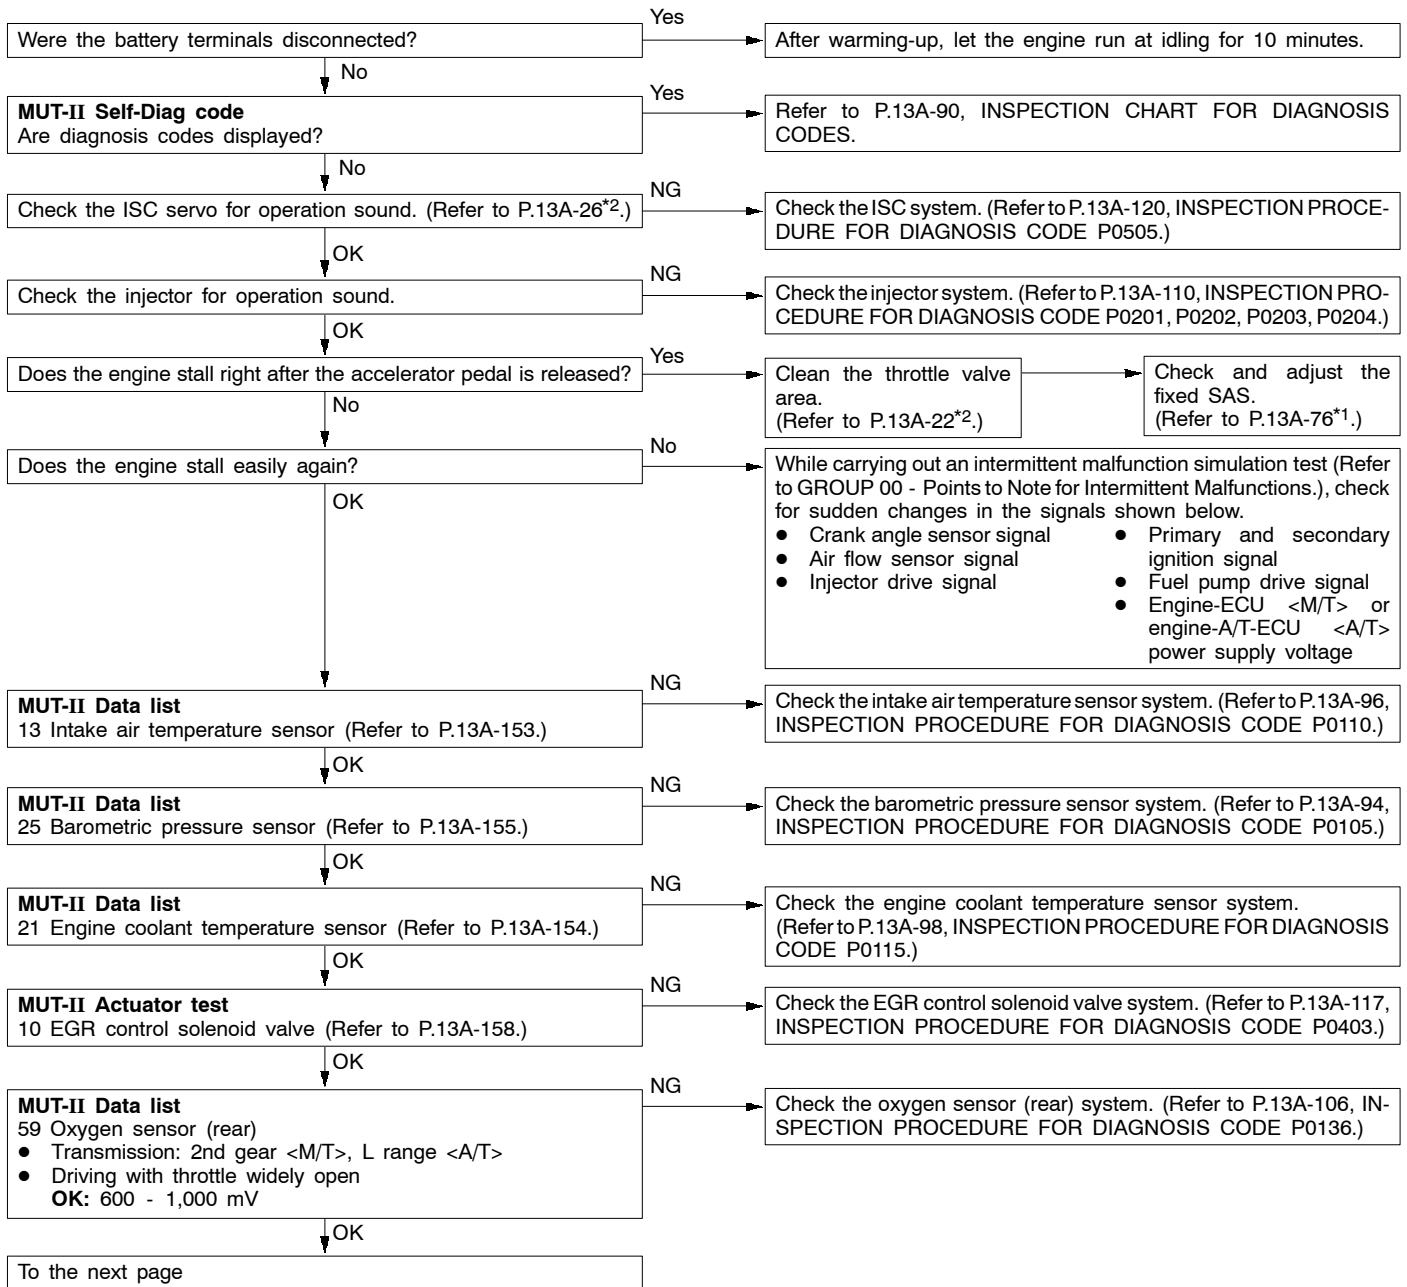 Were the battery terminals disconnected?
Yes
After warming-up, let the engine run at idling for 10 minutes.
No
MUT-II Self-Diag code
Are diagnosis codes displayed?
Yes
Refer to P.13A-90, INSPECTION CHART FOR DIAGNOSIS
CODES.
No
Check the ISC servo for operation sound. (Refer to P.13A-26*2.)
NG
Check the ISC system. (Refer to P.13A-120, INSPECTION PROCE-
DURE FOR DIAGNOSIS CODE P0505.)
OK
Check the injector for operation sound.
NG
Check the injector system. (Refer to P.13A-110, INSPECTION PRO-
CEDURE FOR DIAGNOSIS CODE P0201, P0202, P0203, P0204.)
OK
Does the engine stall right after the accelerator pedal is released?
Yes
Clean the throttle valve
area.
(Refer to P.13A-22*2.)
Check and adjust the
fixed SAS.
(Refer to P.13A-76*1.)
No
Does the engine stall easily again?
No
While carrying out an intermittent malfunction simulation test (Refer
to GROUP 00 - Points to Note for Intermittent Malfunctions.), check
for sudden changes in the signals shown below.
● Crank angle sensor signal
● Air flow sensor signal
● Injector drive signal
● Primary and secondary
ignition signal
● Fuel pump drive signal
● Engine-ECU <M/T> or
engine-A/T-ECU <A/T>
power supply voltage
OK
MUT-II Data list
13 Intake air temperature sensor (Refer to P.13A-153.)
NG
Check the intake air temperature sensor system. (Refer to P.13A-96,
INSPECTION PROCEDURE FOR DIAGNOSIS CODE P0110.)
OK
MUT-II Data list
25 Barometric pressure sensor (Refer to P.13A-155.)
NG
Check the barometric pressure sensor system. (Refer to P.13A-94,
INSPECTION PROCEDURE FOR DIAGNOSIS CODE P0105.)
OK
MUT-II Data list
21 Engine coolant temperature sensor (Refer to P.13A-154.)
NG
Check the engine coolant temperature sensor system.
(Refer to P.13A-98, INSPECTION PROCEDURE FOR DIAGNOSIS
CODE P0115.)
OK
MUT-II Actuator test
10 EGR control solenoid valve (Refer to P.13A-158.)
NG
Check the EGR control solenoid valve system. (Refer to P.13A-117,
INSPECTION PROCEDURE FOR DIAGNOSIS CODE P0403.)
OK
MUT-II Data list
59 Oxygen sensor (rear)
● Transmission: 2nd gear <M/T>, L range <A/T>
● Driving with throttle widely open
OK: 600 - 1,000 mV
NG
Check the oxygen sensor (rear) system. (Refer to P.13A-106, IN-
SPECTION PROCEDURE FOR DIAGNOSIS CODE P0136.)
OK
To the next page